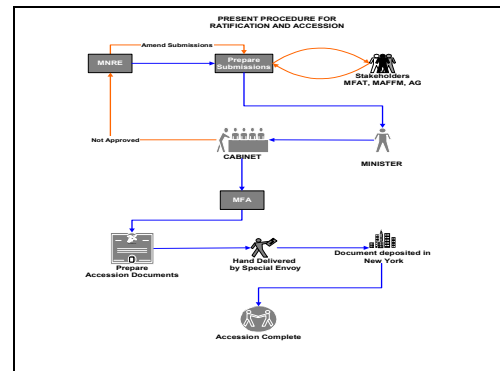 PRESENT PROCEDURE FOR
RATIFICATION AND ACCESSION
Amend Submissions
MNRE
Prepare
Submissions
Stakeholders
MFAT, MAFFM, AG
Not Approved
CABINET
MINISTER
MFA
Prepare
Accession Documents
Hand Delivered
by Special Envoy
Document deposited in
New York
Accession Complete